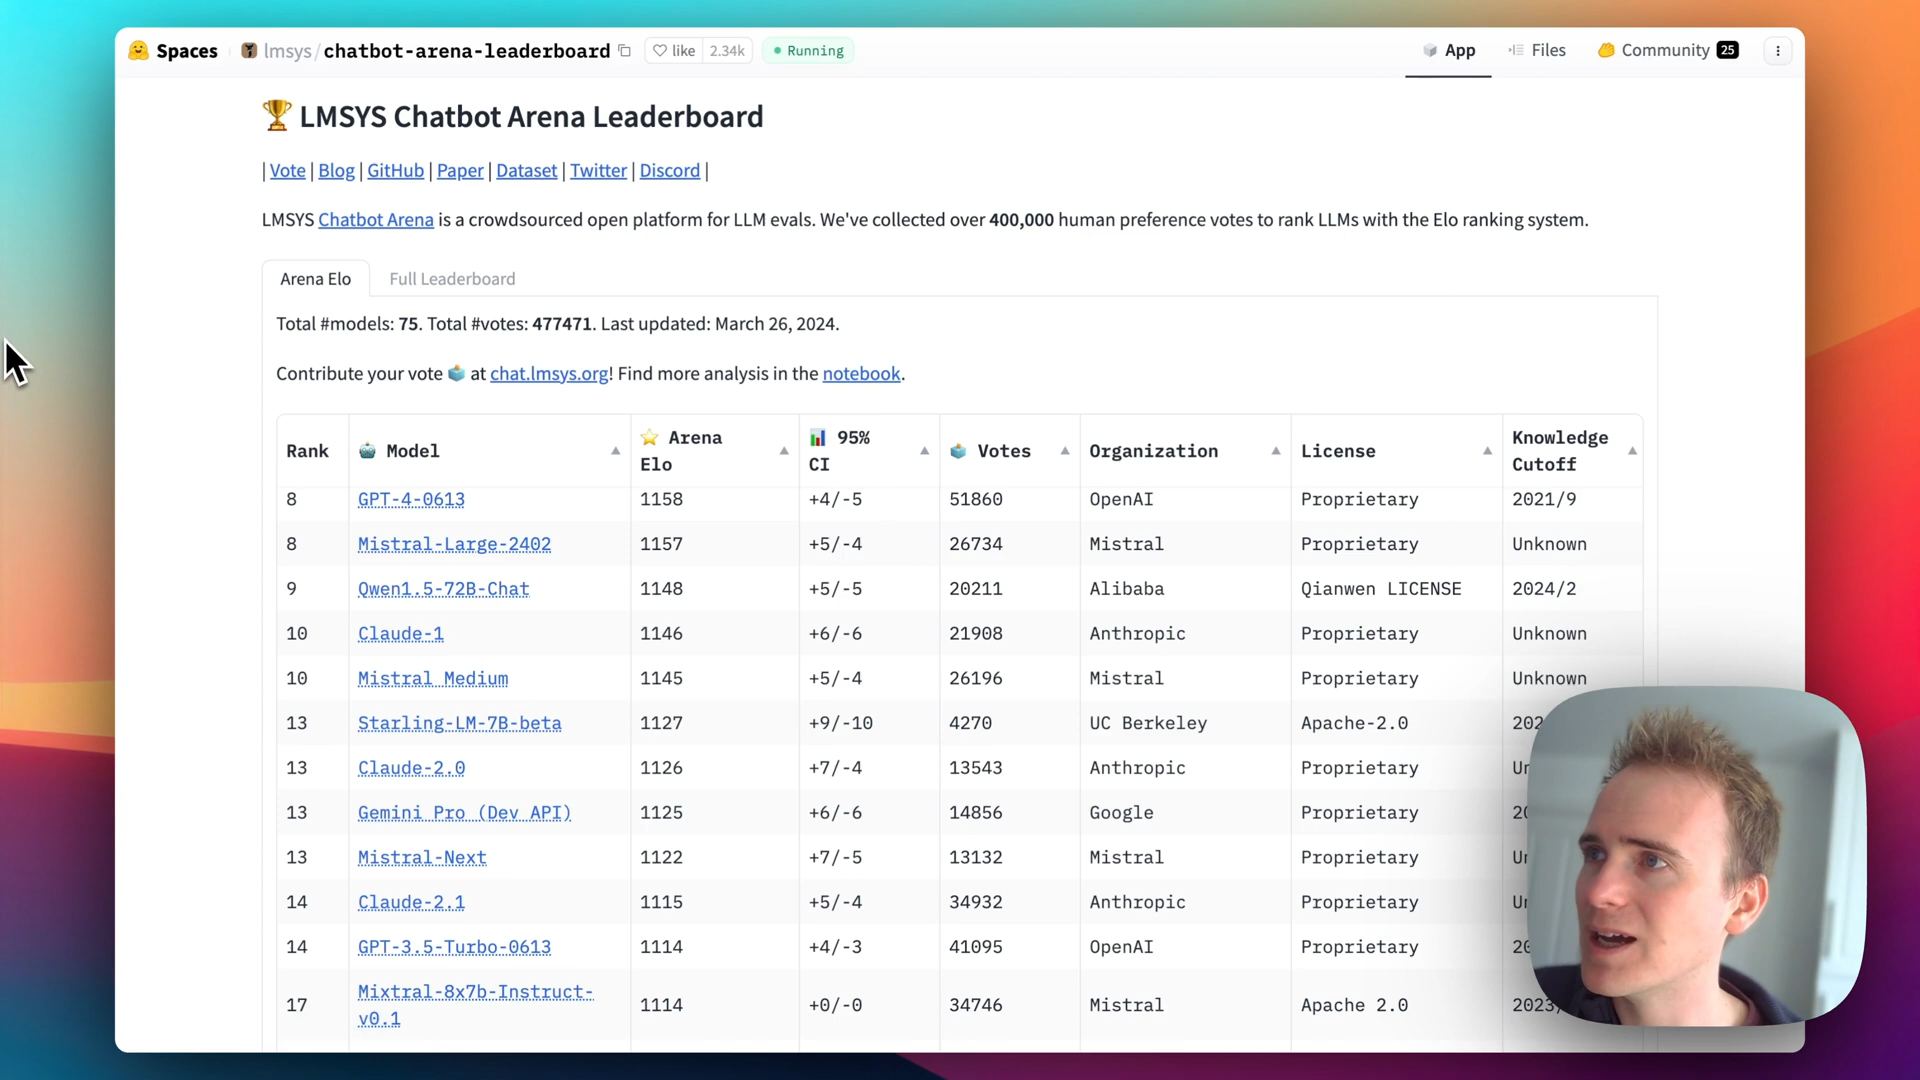 Spaces lmsys/chatbot-arena-leaderboard like 2.34k Running App Files Community 25
LMSYS Chatbot Arena Leaderboard
| Vote | Blog | GitHub | Paper | Dataset | Twitter | Discord |
LMSYS Chatbot Arena is a crowdsourced open platform for LLM evals. We've collected over 400,000 human preference votes to rank LLMs with the Elo ranking system.
Arena Elo Full Leaderboard
Total #models: 75. Total #votes: 477471. Last updated: March 26, 2024.
Contribute your vote at chat.lmsys.org! Find more analysis in the notebook.
Rank Model Arena Elo 95% CI Votes Organization License Knowledge Cutoff
8 GPT-4-0613 1158 +4/-5 51860 OpenAI Proprietary 2021/9
8 Mistral-Large-2402 1157 +5/-4 26734 Mistral Proprietary Unknown
9 Qwen1.5-72B-Chat 1148 +5/-5 20211 Alibaba Qianwen LICENSE 2024/2
10 Claude-1 1146 +6/-6 21908 Anthropic Proprietary Unknown
10 Mistral Medium 1145 +5/-4 26196 Mistral Proprietary Unknown
13 Starling-LM-7B-beta 1127 +9/-10 4270 UC Berkeley Apache-2.0
13 Claude-2.0 1126 +7/-4 13543 Anthropic Proprietary
13 Gemini Pro (Dev API) 1125 +6/-6 14856 Google Proprietary
13 Mistral-Next 1122 +7/-5 13132 Mistral Proprietary
14 Claude-2.1 1115 +5/-4 34932 Anthropic Proprietary
14 GPT-3.5-Turbo-0613 1114 +4/-3 41095 OpenAI Proprietary
17 Mixtral-8x7b-Instruct-v0.1 1114 +0/-0 34746 Mistral Apache 2.0 2023/